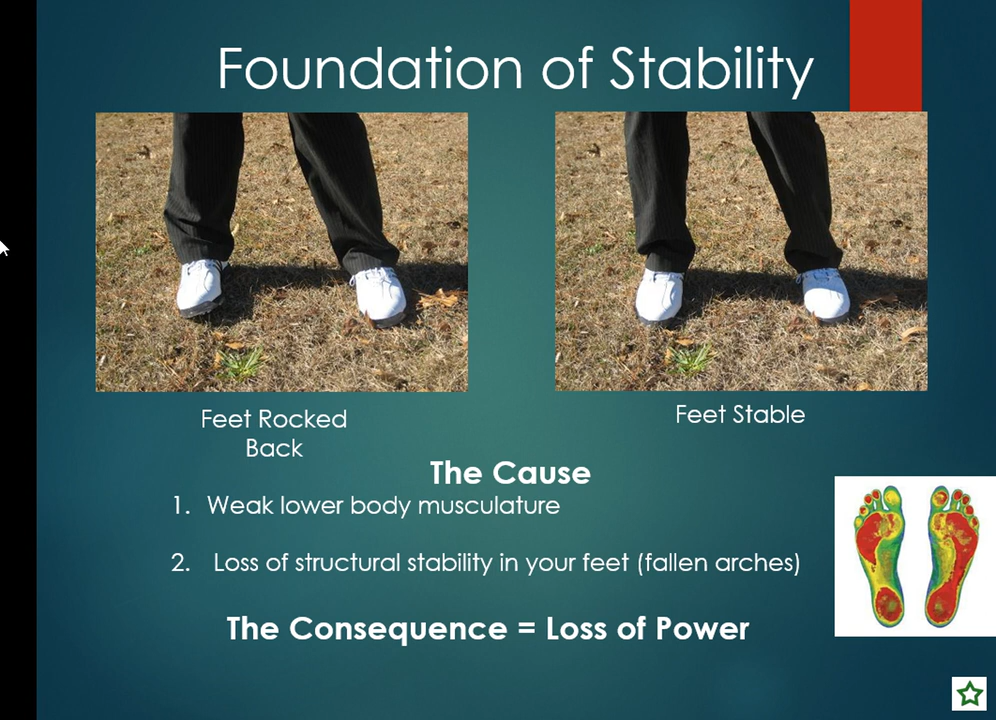 Foundation of Stability
Feet Rocked
Back
Feet Stable
The Cause
1. Weak lower body musculature
2. Loss of structural stability in your feet (fallen arches)
The Consequence = Loss of Power